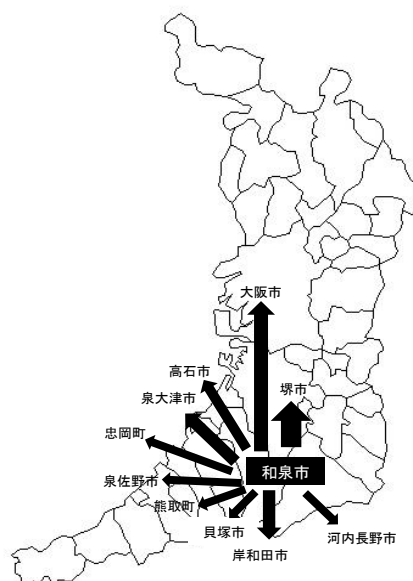 大阪市
高石市
堺市
泉大津市
忠岡町
和泉市
泉佐野市
熊取町
貝塚市
河内長野市
岸和田市